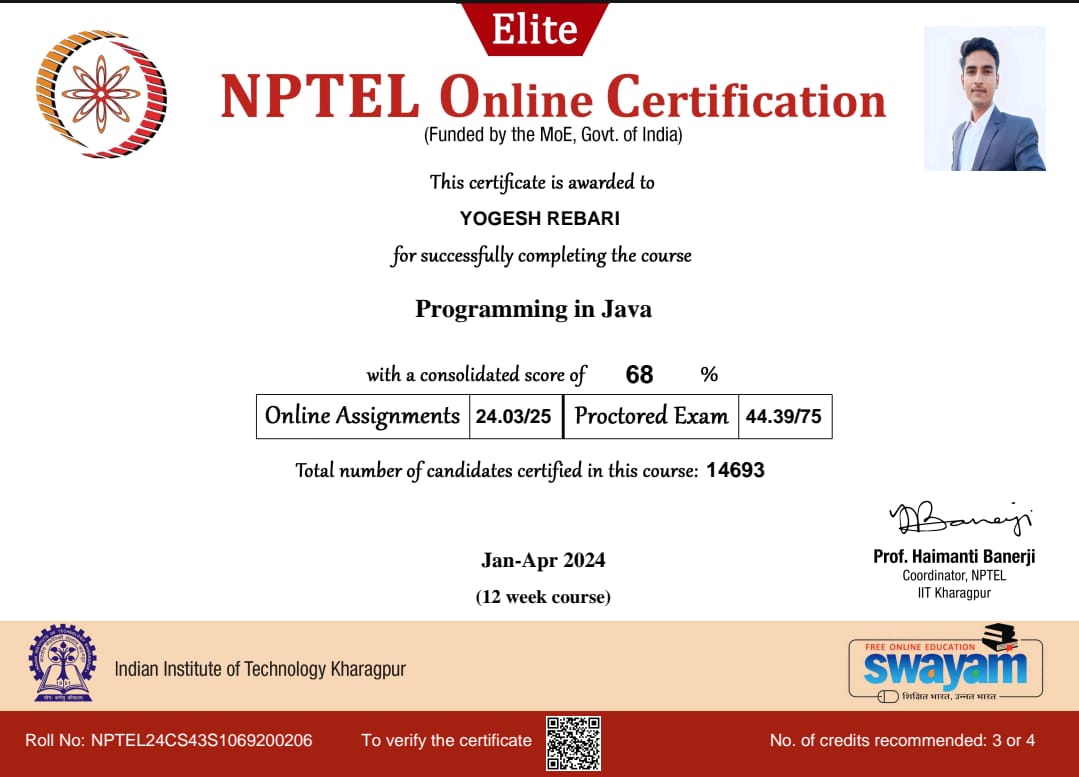 Elite
NPTEL Online Certification
(Funded by the MoE, Govt. of India)
This certificate is awarded to
YOGESH REBARI
for successfully completing the course
Programming in Java
with a consolidated score of 68 %
Online Assignments 24.03/25 Proctored Exam 44.39/75
Total number of candidates certified in this course: 14693
Banerji
Prof. Haimanti Banerji
Coordinator, NPTEL
IIT Kharagpur
Jan-Apr 2024
(12 week course)
Indian Institute of Technology Kharagpur
FREE ONLINE EDUCATION
swayam
शिक्षित भारत, उन्नत भारत
Roll No: NPTEL24CS43S1069200206 To verify the certificate No. of credits recommended: 3 or 4